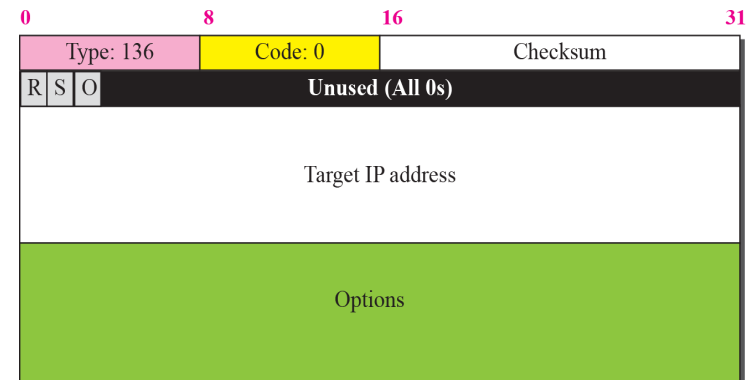 0 8 16 31
Type: 136 Code: 0 Checksum
R S O Unused (All 0s)
Target IP address
Options